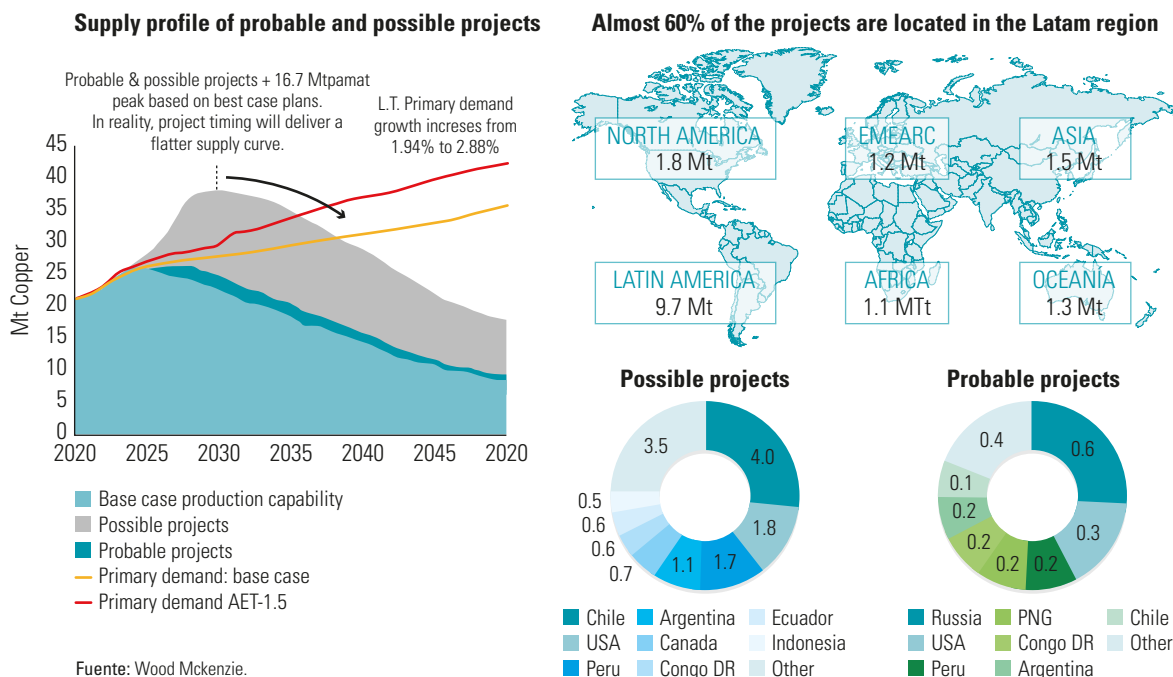 Supply profile of probable and possible projects
Probable & possible projects + 16.7 Mtpamat
peak based on best case plans.
In reality, project timing will deliver a
flatter supply curve.
L.T. Primary demand
growth increses from
1.94% to 2.88%
Mt Copper
45
40
35
30
25
20
15
10
5
0
2020
2025
2030
2035
2040
2045
2020
Base case production capability
Possible projects
Probable projects
Primary demand: base case
Primary demand AET-1.5
Fuente: Wood Mckenzie.
Almost 60% of the projects are located in the Latam region
NORTH AMERICA
1.8 Mt
EMEARC
1.2 Mt
ASIA
1.5 Mt
LATIN AMERICA
9.7 Mt
AFRICA
1.1 MTt
OCEANIA
1.3 Mt
Possible projects
4.0
1.8
1.7
1.1
0.7
0.6
0.6
0.5
3.5
Chile
USA
Peru
Argentina
Canada
Congo DR
Ecuador
Indonesia
Other
Probable projects
0.6
0.3
0.2
0.2
0.2
0.2
0.1
0.4
Russia
USA
Peru
PNG
Congo DR
Argentina
Chile
Other